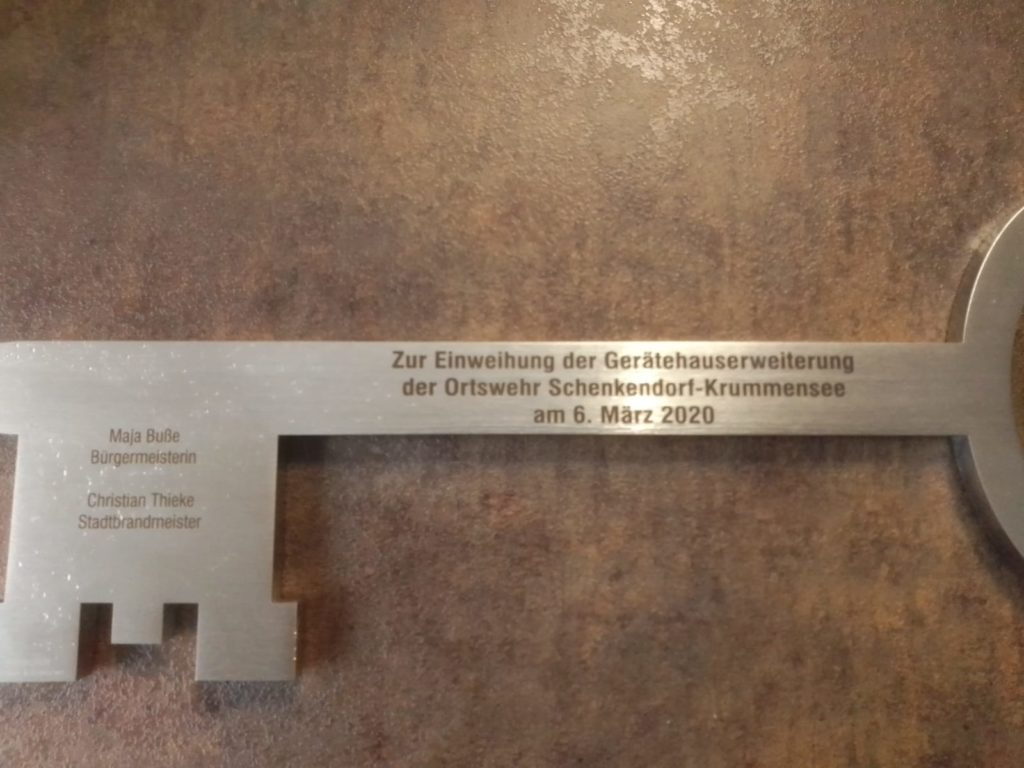 Zur Einweihung der Gerätehauserweiterung
der Ortswehr Schenkendorf-Krummensee
am 6. März 2020
Maja Buße
Bürgermeisterin
Christian Thieke
Stadtbrandmeister